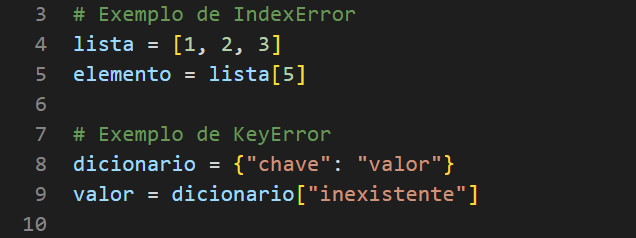 3 # Exemplo de IndexError
4 lista = [1, 2, 3]
5 elemento = lista[5]
6
7 # Exemplo de KeyError
8 dicionario = {"chave": "valor"}
9 valor = dicionario["inexistente"]
10